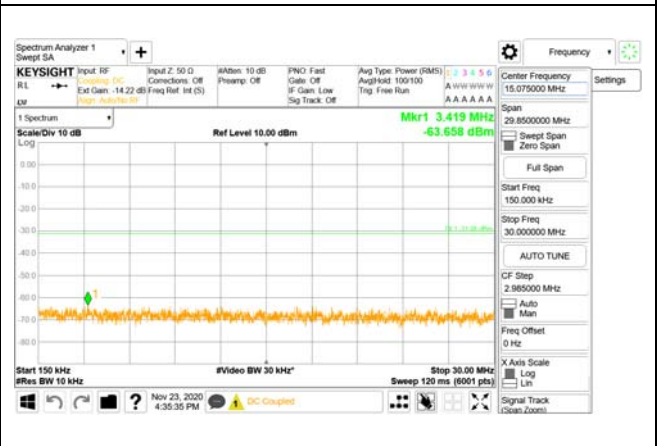 Spectrum Analyzer 1
Swept SA
+
Frequency
KEYSIGHT
RL
Input: RF
Coupling: DC
Ext Gain: -14.22 dB
Align: Auto/No RF
Input Z: 50 Ω
Corrections: Off
Freq Ref: Int (S)
#Atten: 10 dB
Preamp: Off
PNO: Fast
Gate: Off
IF Gain: Low
Sig Track: Off
Avg Type: Power (RMS)
Avg|Hold: 100/100
Trig: Free Run
1 2 3 4 5 6
A W W W W W
A A A A A A
1 Spectrum
Scale/Div 10 dB
Log
Ref Level 10.00 dBm
Mkr1 3.419 MHz
-63.658 dBm
0.00
-10.0
-20.0
-30.0
-40.0
-50.0
-60.0
-70.0
-80.0
1
Start 150 kHz
#Res BW 10 kHz
#Video BW 30 kHz*
Stop 30.00 MHz
Sweep 120 ms (6001 pts)
Nov 23, 2020
4:35:35 PM
DC Coupled
Settings
Center Frequency
15.075000 MHz
Span
29.8500000 MHz
Swept Span
Zero Span
Full Span
Start Freq
150.000 kHz
Stop Freq
30.000000 MHz
AUTO TUNE
CF Step
2.985000 MHz
Auto
Man
Freq Offset
0 Hz
X Axis Scale
Log
Lin
Signal Track
(Span Zoom)